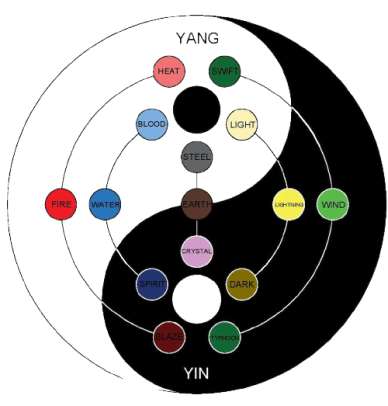 YANG
HEAT
SWIFT
BLOOD
LIGHT
STEEL
FIRE
WATER
EARTH
LIGHTNING
WIND
CRYSTAL
SPIRIT
DARK
BLAZE
TYPHOON
YIN